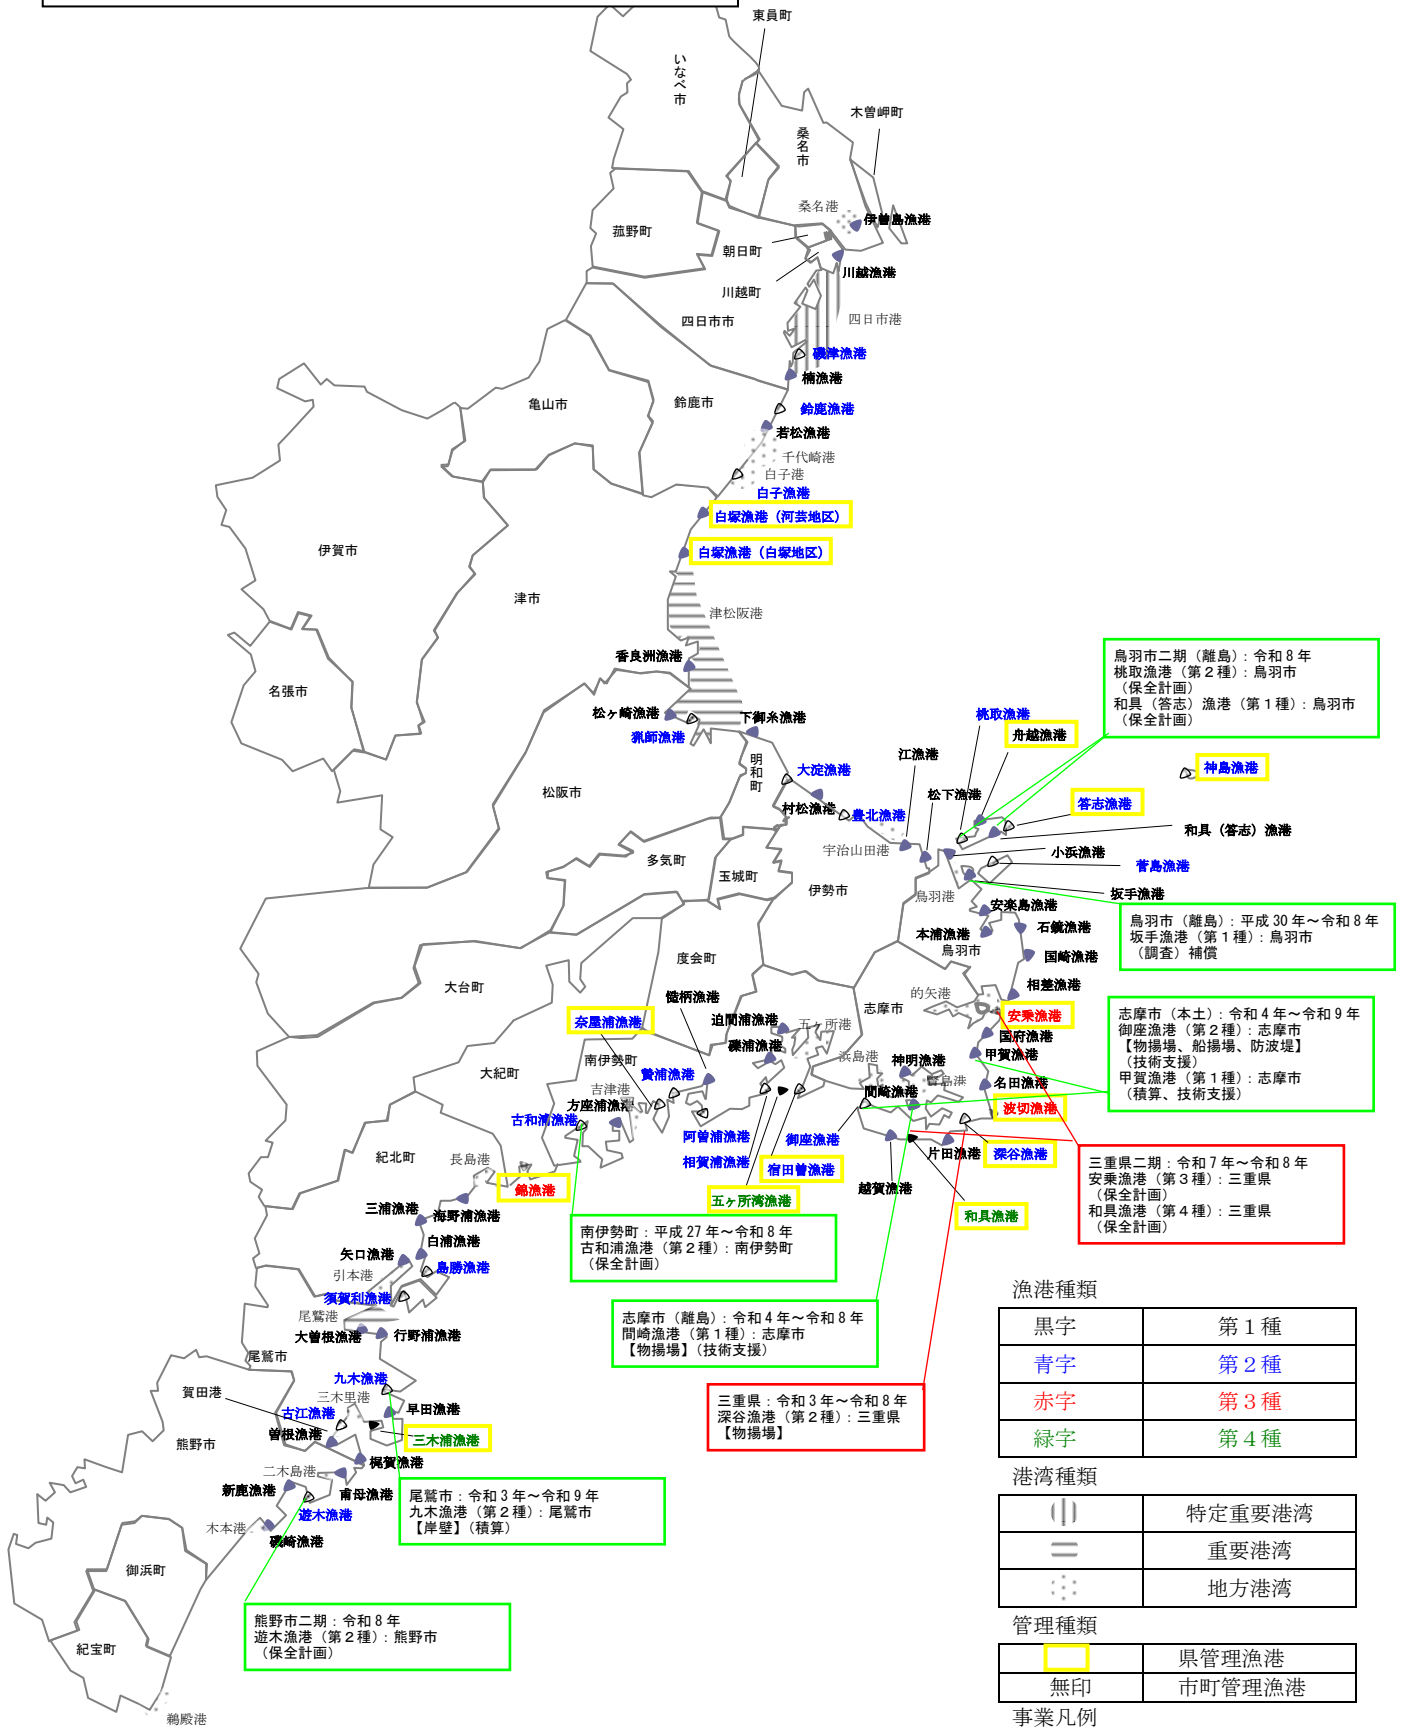 東員町
いなべ市
木曽岬町
桑名市
桑名港
伊曽島漁港
菰野町
朝日町
川越漁港
川越町
四日市市
四日市港
磯津漁港
楠漁港
亀山市
鈴鹿市
鈴鹿漁港
若松漁港
千代崎港
白子港
白子漁港
白塚漁港（河芸地区）
伊賀市
白塚漁港（白塚地区）
津市
津松阪港
香良洲漁港
名張市
松ヶ崎漁港
猟師漁港
下御糸漁港
明和町
松阪市
大淀漁港
村松漁港
豊北漁港
江漁港
松下漁港
桃取漁港
舟越漁港
神島漁港
答志漁港
和具（答志）漁港
小浜漁港
菅島漁港
坂手漁港
宇治山田港
多気町
玉城町
伊勢市
鳥羽港
安楽島漁港
本浦漁港
石鏡漁港
鳥羽市
国崎漁港
相差漁港
鳥羽市二期（離島）：令和８年
桃取漁港（第２種）：鳥羽市
（保全計画）
和具（答志）漁港（第１種）：鳥羽市
（保全計画）
鳥羽市（離島）：平成 30 年～令和８年
坂手漁港（第１種）：鳥羽市
（調査）補償
度会町
大台町
慥柄漁港
志摩市
的矢港
安乗漁港
奈屋浦漁港
迫間浦漁港
五ヶ所港
国府漁港
礫浦漁港
浜島港
神明漁港
甲賀漁港
南伊勢町
大紀町
吉津港
贄浦漁港
賢島港
間崎漁港
名田漁港
方座浦漁港
波切漁港
古和浦漁港
阿曽浦漁港
御座漁港
相賀浦漁港
宿田曽漁港
片田漁港
深谷漁港
越賀漁港
五ヶ所湾漁港
和具漁港
志摩市（本土）：令和４年～令和９年
御座漁港（第２種）：志摩市
【物揚場、船揚場、防波堤】
（技術支援）
甲賀漁港（第１種）：志摩市
（積算、技術支援）
三重県二期：令和７年～令和８年
安乗漁港（第３種）：三重県
（保全計画）
和具漁港（第４種）：三重県
（保全計画）
紀北町
長島港
錦漁港
三浦漁港
海野浦漁港
白浦漁港
矢口漁港
引本港
島勝漁港
須賀利漁港
尾鷲港
大曽根漁港
行野浦漁港
尾鷲市
南伊勢町：平成 27 年～令和８年
古和浦漁港（第２種）：南伊勢町
（保全計画）
志摩市（離島）：令和４年～令和８年
間崎漁港（第１種）：志摩市
【物揚場】（技術支援）
三重県：令和３年～令和８年
深谷漁港（第２種）：三重県
【物揚場】
九木漁港
賀田港
三木里港
古江漁港
早田漁港
曽根漁港
三木浦漁港
熊野市
梶賀漁港
二木島港
新鹿漁港
甫母漁港
遊木漁港
木本港
磯崎漁港
御浜町
紀宝町
鵜殿港
尾鷲市：令和３年～令和９年
九木漁港（第２種）：尾鷲市
【岸壁】（積算）
熊野市二期：令和８年
遊木漁港（第２種）：熊野市
（保全計画）
漁港種類
黒字 第１種
青字 第２種
赤字 第３種
緑字 第４種
港湾種類
特定重要港湾
重要港湾
地方港湾
管理種類
県管理漁港
無印 市町管理漁港
事業凡例